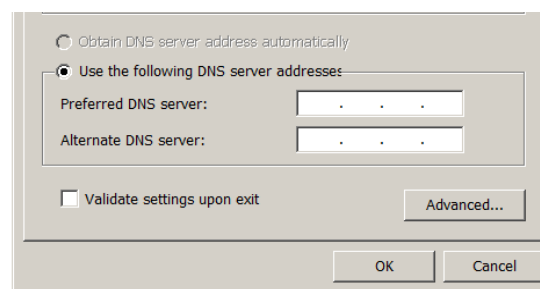 Obtain DNS server address automatically
Use the following DNS server addresses
Preferred DNS server:
. . .
Alternate DNS server:
. . .
Validate settings upon exit
Advanced...
OK Cancel